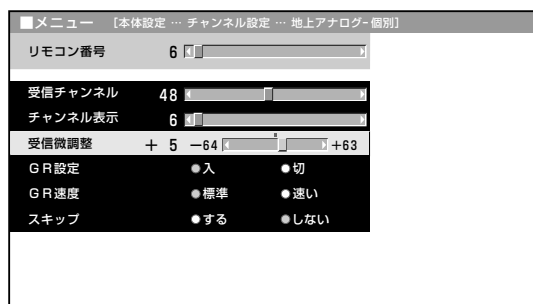 ■メニュー [本体設定 … チャンネル設定 … 地上アナログ-個別]
リモコン番号 6
受信チャンネル 48
チャンネル表示 6
受信微調整 + 5 -64 +63
GR設定 ●入 ●切
GR速度 ●標準 ●速い
スキップ ●する ●しない